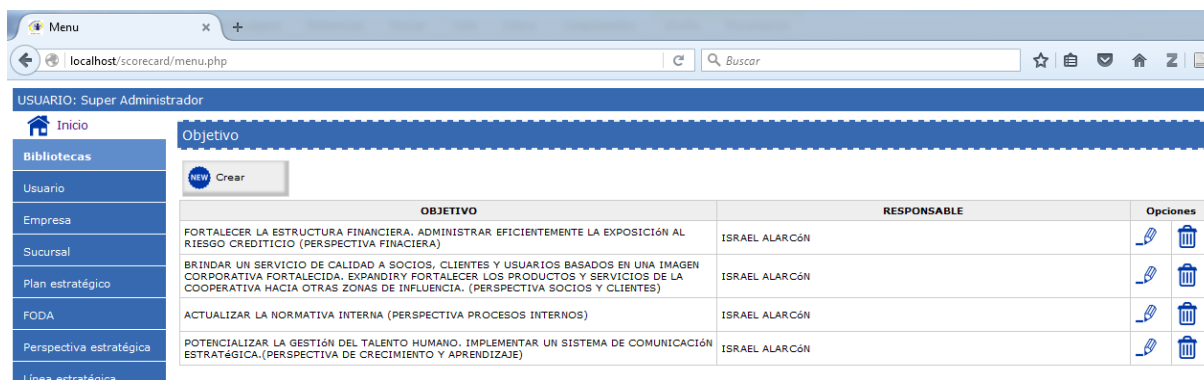 Menu
localhost/scorecard/menu.php
Buscar
USUARIO: Super Administrador
Inicio
Bibliotecas
Usuario
Empresa
Sucursal
Plan estratégico
FODA
Perspectiva estratégica
Línea estratégica
Objetivo
NEW Crear
OBJETIVO RESPONSABLE Opciones
FORTALECER LA ESTRUCTURA FINANCIERA. ADMINISTRAR EFICIENTEMENTE LA EXPOSICIóN AL
RIESGO CREDITICIO (PERSPECTIVA FINACIERA)
ISRAEL ALARCóN
BRINDAR UN SERVICIO DE CALIDAD A SOCIOS, CLIENTES Y USUARIOS BASADOS EN UNA IMAGEN
CORPORATIVA FORTALECIDA. EXPANDIRY FORTALECER LOS PRODUCTOS Y SERVICIOS DE LA
COOPERATIVA HACIA OTRAS ZONAS DE INFLUENCIA. (PERSPECTIVA SOCIOS Y CLIENTES)
ISRAEL ALARCóN
ACTUALIZAR LA NORMATIVA INTERNA (PERSPECTIVA PROCESOS INTERNOS)
ISRAEL ALARCóN
POTENCIALIZAR LA GESTIóN DEL TALENTO HUMANO. IMPLEMENTAR UN SISTEMA DE COMUNICACIóN
ESTRATéGICA.(PERSPECTIVA DE CRECIMIENTO Y APRENDIZAJE)
ISRAEL ALARCóN